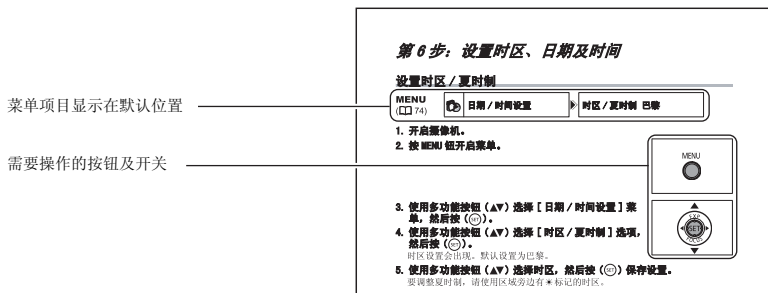 第 6 步：设置时区、日期及时间
设置时区 / 夏时制
菜单项目显示在默认位置
MENU
( 74)
日期 / 时间设置
时区 / 夏时制 巴黎
1. 开启摄像机。
2. 按 MENU 钮开启菜单。
需要操作的按钮及开关
MENU
3. 使用多功能按钮 (▲▼) 选择 [ 日期 / 时间设置 ] 菜
单，然后按 (SET)。
4. 使用多功能按钮 (▲▼) 选择 [ 时区 / 夏时制 ] 选项，
然后按 (SET)。
时区设置会出现。默认设置为巴黎。
EXP
SET
FOCUS
5. 使用多功能按钮 (▲▼) 选择时区，然后按 (SET) 保存设置。
要调整夏时制，请使用区域旁边有☀标记的时区。